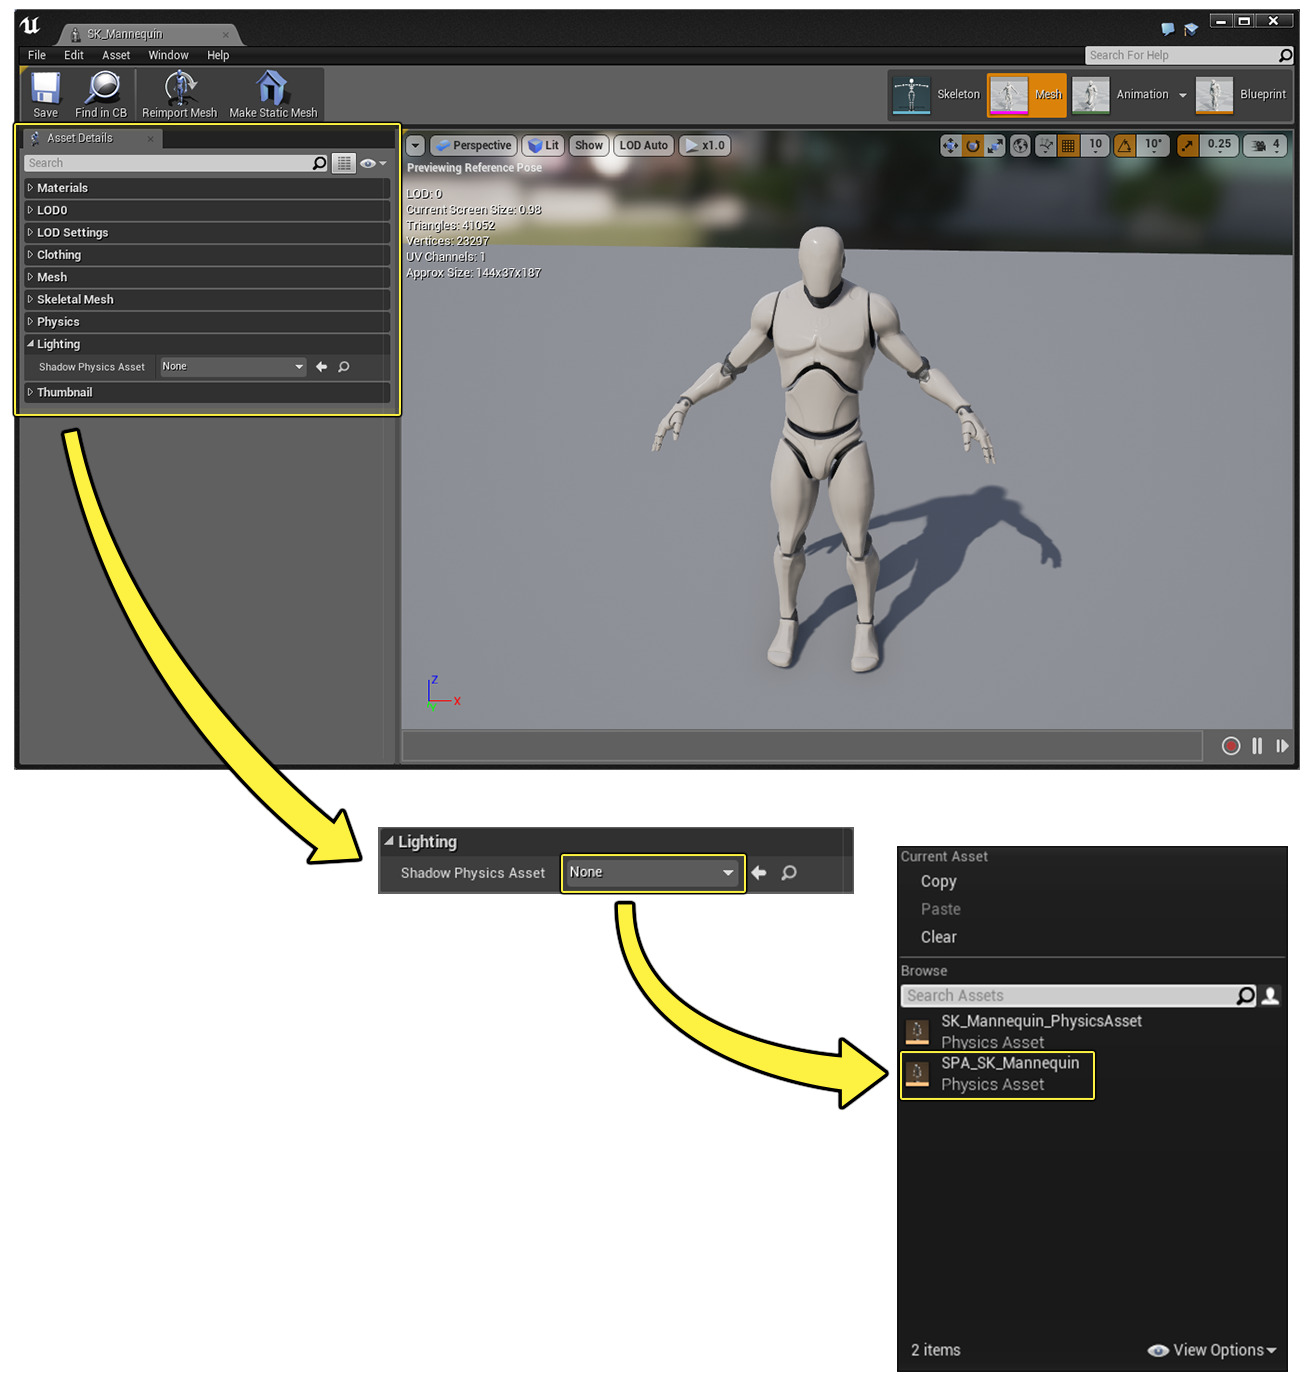 SK_Mannequin
File Edit Asset Window Help
Search For Help
Save Find in CB Reimport Mesh Make Static Mesh
Skeleton Mesh Animation Blueprint
Asset Details
Search
Materials
LOD0
LOD Settings
Clothing
Mesh
Skeletal Mesh
Physics
Lighting
Shadow Physics Asset None
Thumbnail
Perspective Lit Show LOD Auto x1.0
10 10° 0.25 4
Previewing Reference Pose
LOD: 0
Current Screen Size: 0.98
Triangles: 41052
Vertices: 23297
UV Channels: 1
Approx Size: 144x37x187
Z
X
Lighting
Shadow Physics Asset None
Current Asset
Copy
Paste
Clear
Browse
Search Assets
SK_Mannequin_PhysicsAsset
Physics Asset
SPA_SK_Mannequin
Physics Asset
2 items View Options